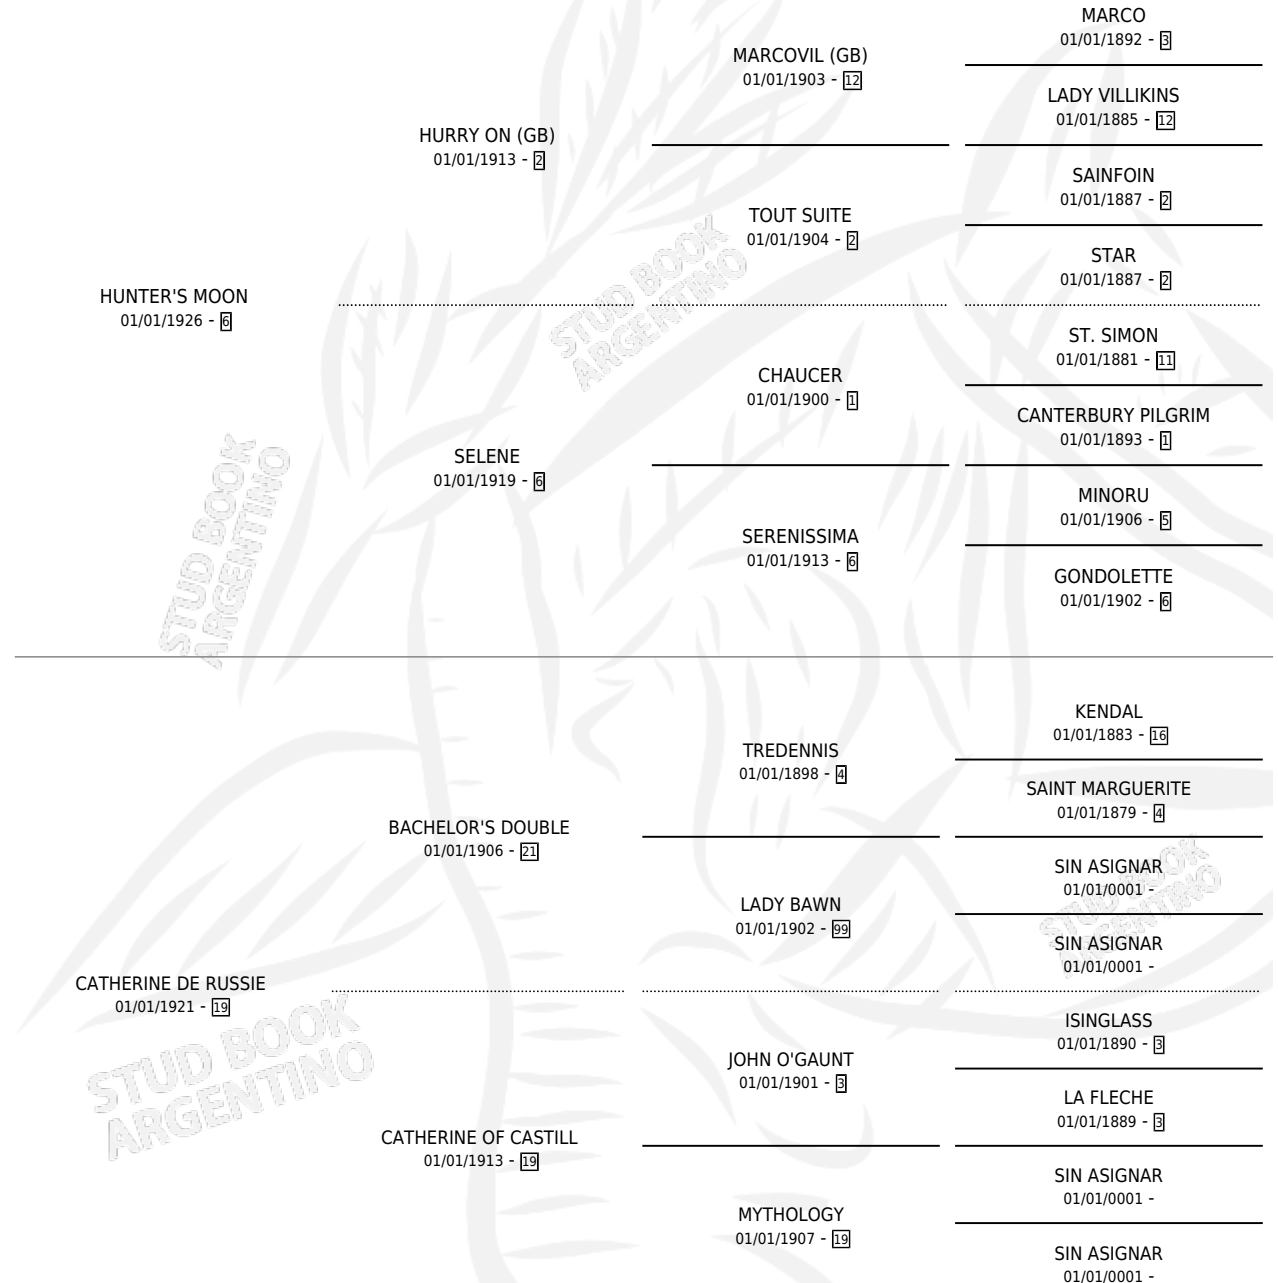 MARCO
01/01/1892 - 3
MARCOVIL (GB)
01/01/1903 - 12
LADY VILLIKINS
01/01/1885 - 12
HURRY ON (GB)
01/01/1913 - 2
SAINFOIN
01/01/1887 - 2
TOUT SUITE
01/01/1904 - 2
STAR
01/01/1887 - 2
HUNTER'S MOON
01/01/1926 - 6
ST. SIMON
01/01/1881 - 11
CHAUCER
01/01/1900 - 1
CANTERBURY PILGRIM
01/01/1893 - 1
SELENE
01/01/1919 - 6
MINORU
01/01/1906 - 5
SERENISSIMA
01/01/1913 - 6
GONDOLETTE
01/01/1902 - 6
STUD BOOK
ARGENTINO
STUD BOOK
ARGENTINO
KENDAL
01/01/1883 - 16
TREDENNIS
01/01/1898 - 4
SAINT MARGUERITE
01/01/1879 - 4
BACHELOR'S DOUBLE
01/01/1906 - 21
SIN ASIGNAR
01/01/0001 -
LADY BAWN
01/01/1902 - 99
SIN ASIGNAR
01/01/0001 -
CATHERINE DE RUSSIE
01/01/1921 - 19
ISINGLASS
01/01/1890 - 3
JOHN O'GAUNT
01/01/1901 - 3
LA FLECHE
01/01/1889 - 3
CATHERINE OF CASTILL
01/01/1913 - 19
SIN ASIGNAR
01/01/0001 -
MYTHOLOGY
01/01/1907 - 19
SIN ASIGNAR
01/01/0001 -
STUD BOOK
ARGENTINO
STUD BOOK
ARGENTINO